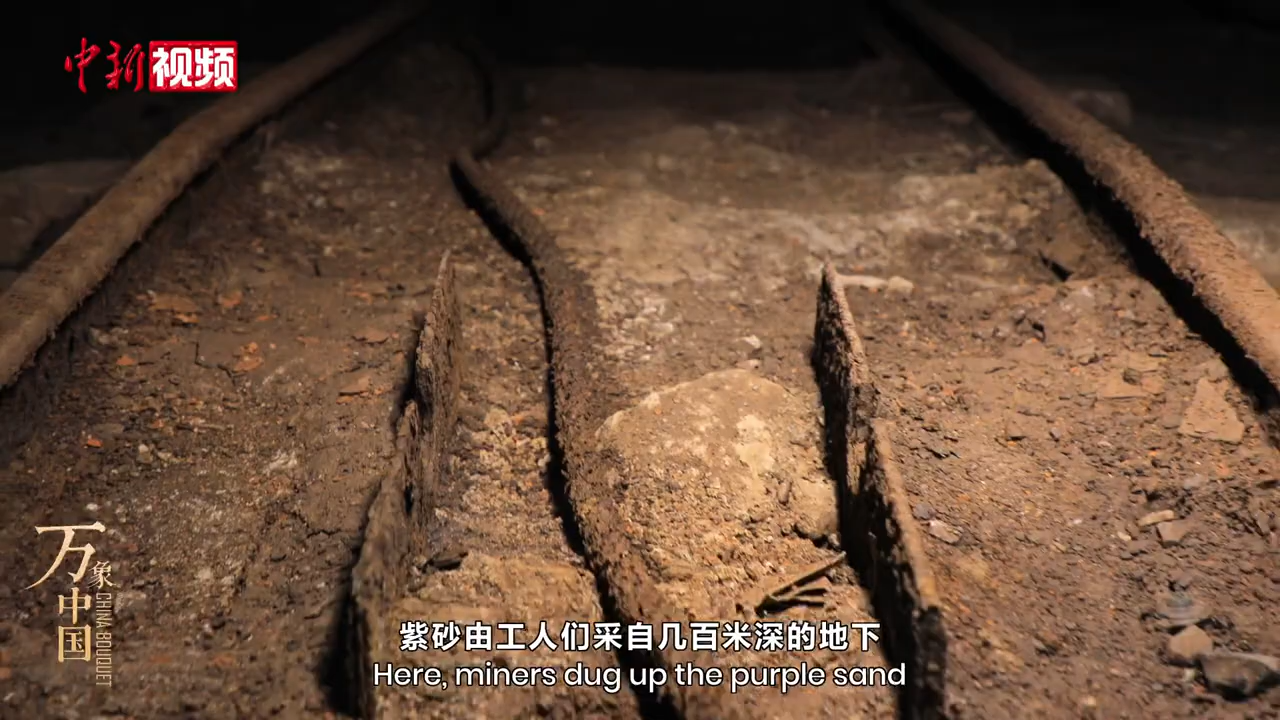 中新视频
万象
中国
CHINA BOUQUET
紫砂由工人们采自几百米深的地下
Here, miners dug up the purple sand